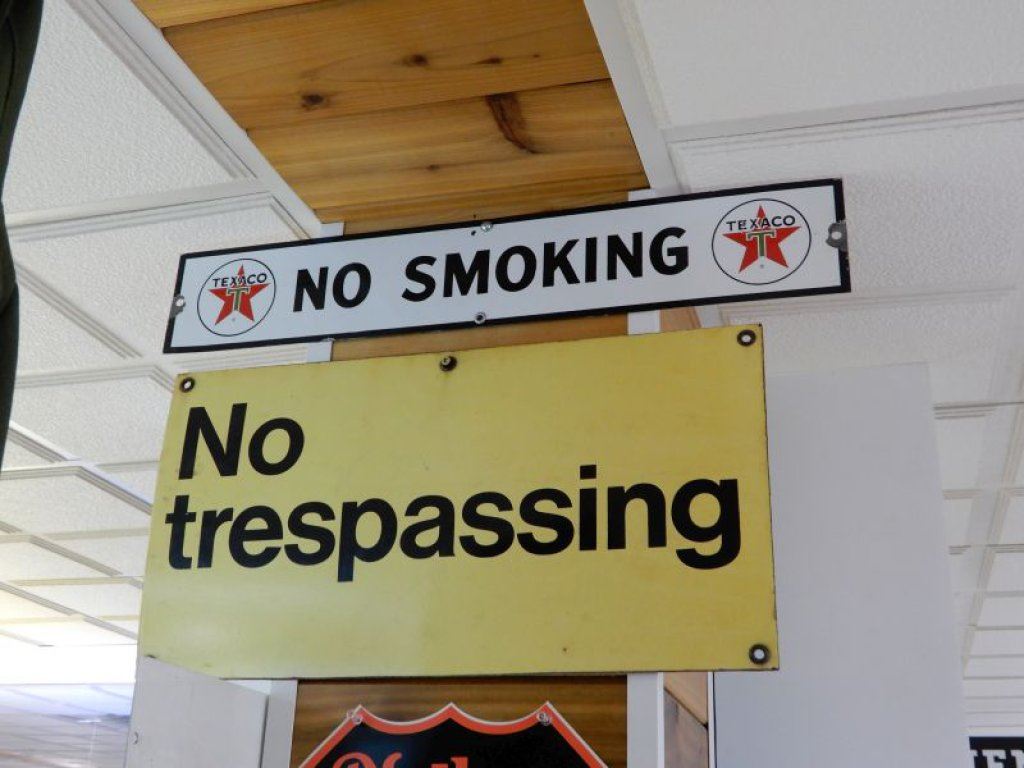 TEXACO T NO SMOKING TEXACO T
No
trespassing